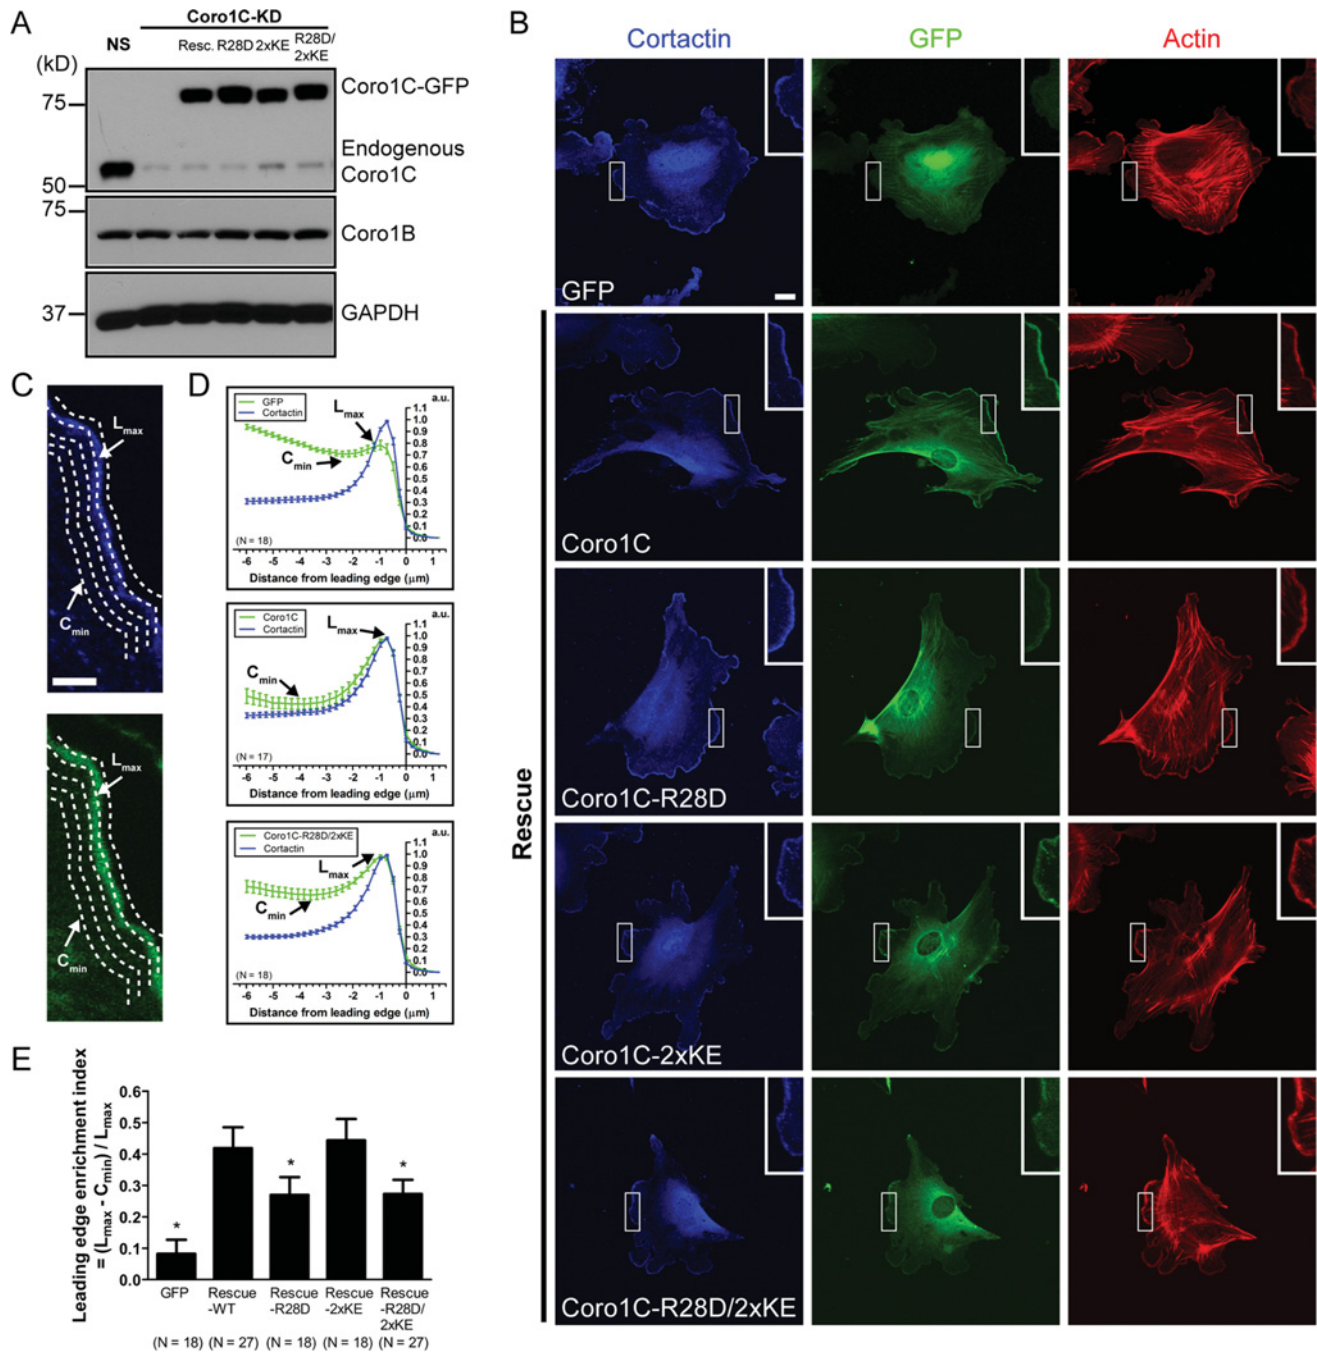 A
Coro1C-KD
NS
Resc. R28D 2xKE R28D/
2xKE
(kD)
75
Coro1C-GFP
Endogenous
Coro1C
50
75
Coro1B
37
GAPDH
B
Cortactin
GFP
Actin
GFP
Rescue
Coro1C
Coro1C-R28D
Coro1C-2xKE
Coro1C-R28D/2xKE
C
Lmax
Cmin
Lmax
Cmin
D
GFP
Cortactin
a.u.
Lmax
Cmin
1.1
1.0
0.9
0.8
0.7
0.6
0.5
0.4
0.3
0.2
0.1
0.0
(N = 18)
-6 -5 -4 -3 -2 -1 0 1
Distance from leading edge (μm)
Coro1C
Cortactin
a.u.
Lmax
Cmin
1.1
1.0
0.9
0.8
0.7
0.6
0.5
0.4
0.3
0.2
0.1
0.0
(N = 17)
-6 -5 -4 -3 -2 -1 0 1
Distance from leading edge (μm)
Coro1C-R28D/2xKE
Cortactin
a.u.
Lmax
Cmin
1.1
1.0
0.9
0.8
0.7
0.6
0.5
0.4
0.3
0.2
0.1
0.0
(N = 18)
-6 -5 -4 -3 -2 -1 0 1
Distance from leading edge (μm)
E
Leading edge enrichment index
= (Lmax - Cmin) / Lmax
0.6
0.5
0.4
0.3
0.2
0.1
0.0
* * *
GFP Rescue Rescue Rescue Rescue
-WT -R28D -2xKE -R28D/
2xKE
(N = 18) (N = 27) (N = 18) (N = 18) (N = 27)